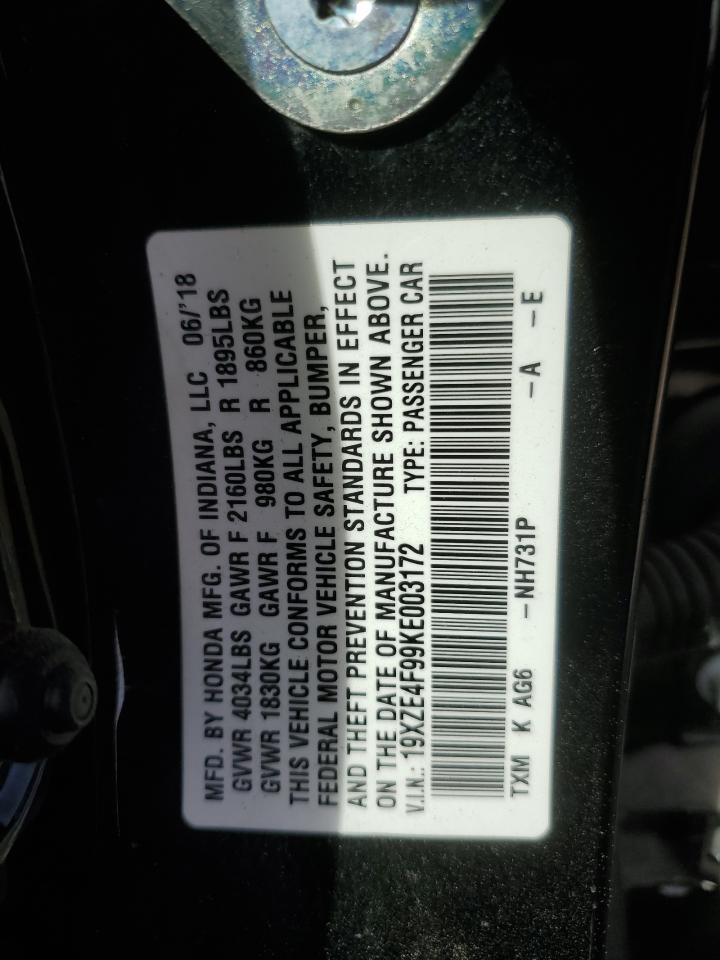 MFD. BY HONDA MFG. OF INDIANA, LLC 06/'18
GVWR 4034LBS GAWR F 2160LBS R 1895LBS
GVWR 1830KG GAWR F 980KG R 860KG
THIS VEHICLE CONFORMS TO ALL APPLICABLE
FEDERAL MOTOR VEHICLE SAFETY, BUMPER,
AND THEFT PREVENTION STANDARDS IN EFFECT
ON THE DATE OF MANUFACTURE SHOWN ABOVE.
V.I.N.: 19XZE4F99KE003172 TYPE: PASSENGER CAR
TXM K AG6 -NH731P -A -E